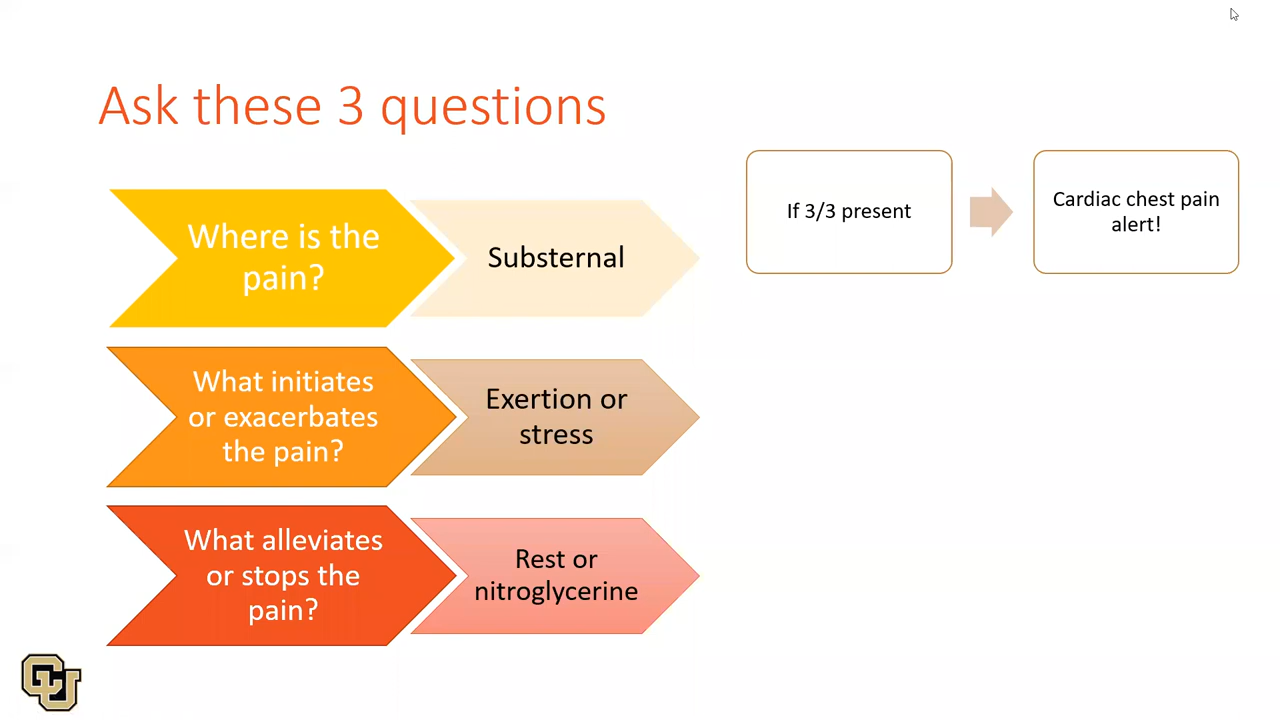 Ask these 3 questions
Where is the
pain?
Substernal
What initiates
or exacerbates
the pain?
Exertion or
stress
What alleviates
or stops the
pain?
Rest or
nitroglycerine
If 3/3 present
Cardiac chest pain
alert!
CU